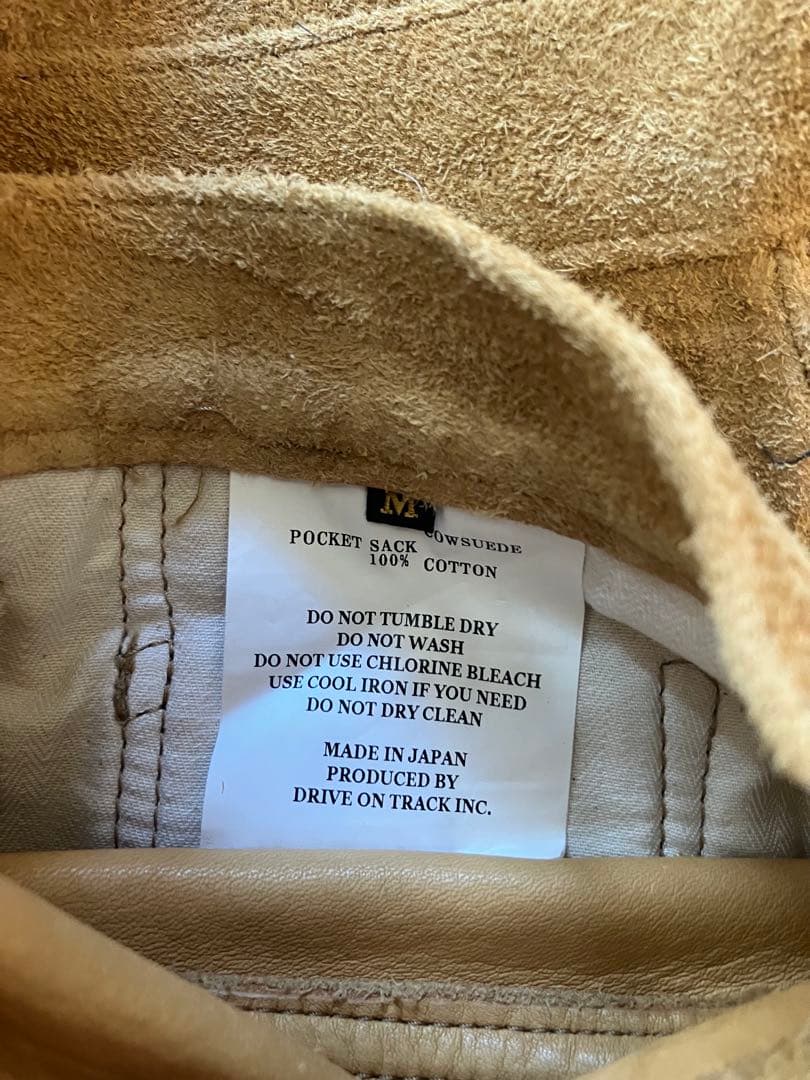 M
COWSUEDE
POCKET SACK
100% COTTON
DO NOT TUMBLE DRY
DO NOT WASH
DO NOT USE CHLORINE BLEACH
USE COOL IRON IF YOU NEED
DO NOT DRY CLEAN
MADE IN JAPAN
PRODUCED BY
DRIVE ON TRACK INC.